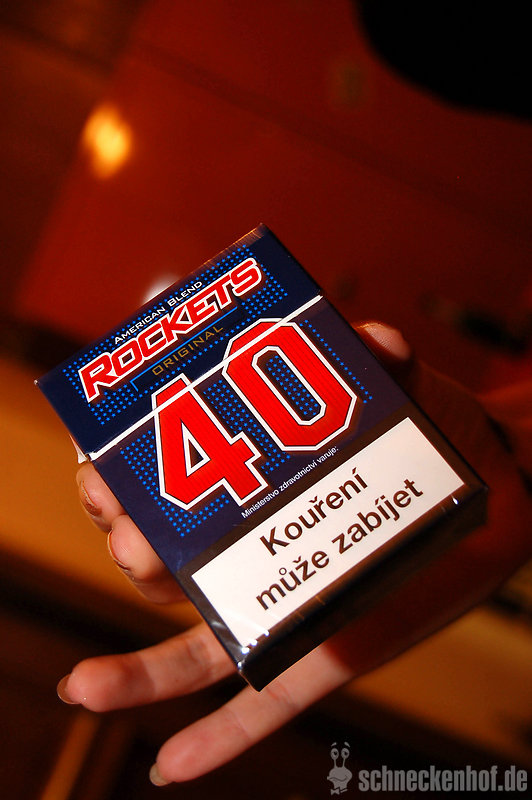 AMERICAN BLEND
ROCKETS
ORIGINAL
40
Ministerstvo zdravotnictví varuje:
Kouření
může zabíjet
schneckenhof.de